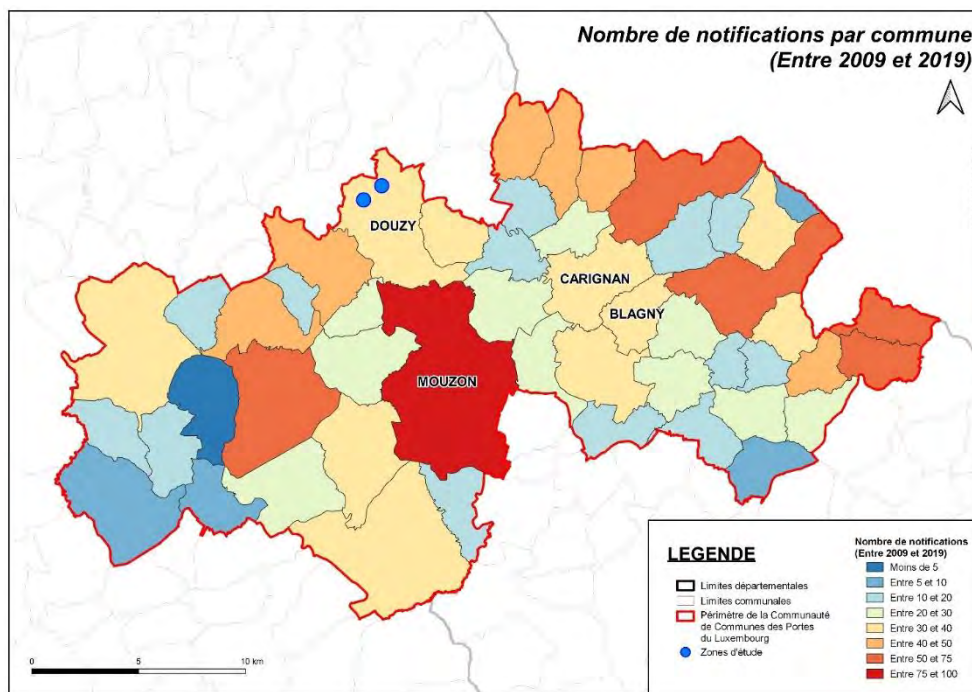 Nombre de notifications par commune
(Entre 2009 et 2019)
DOUZY
CARIGNAN
BLAGNY
MOUZON
LEGENDE
Limites départementales
Limites communales
Périmètre de la Communauté
de Communes des Portes
du Luxembourg
Zones d'étude
Nombre de notifications
(Entre 2009 et 2019)
Moins de 5
Entre 5 et 10
Entre 10 et 20
Entre 20 et 30
Entre 30 et 40
Entre 40 et 50
Entre 50 et 75
Entre 75 et 100
0 5 10 km